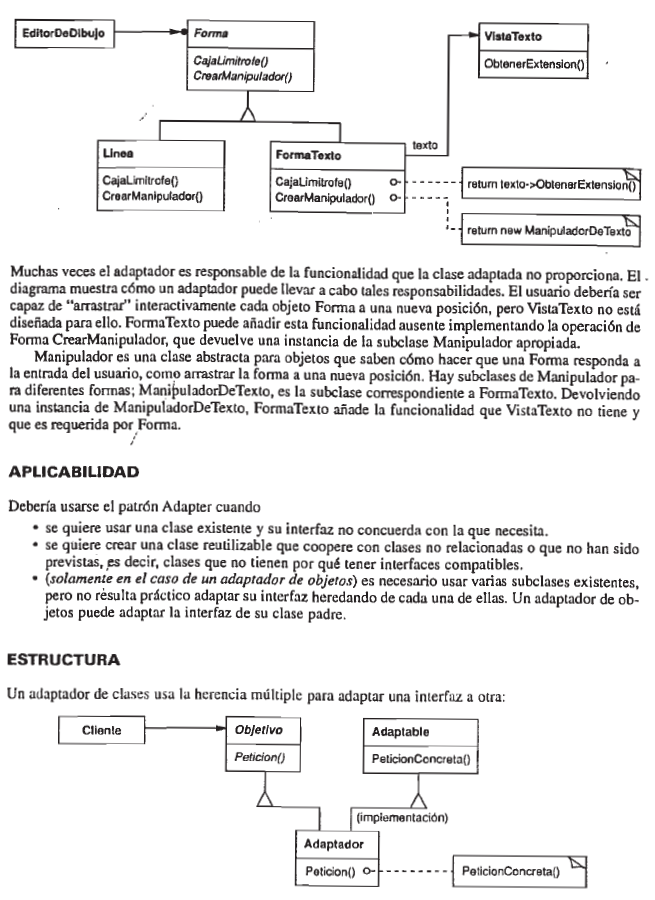 EditorDeDibujo
Forma
CajaLimitrofe()
CrearManipulador()
VistaTexto
ObtenerExtension()
Linea
CajaLimitrofe()
CrearManipulador()
FormaTexto
CajaLimitrofe()
CrearManipulador()
texto
return texto->ObtenerExtension()
return new ManipuladorDeTexto
Muchas veces el adaptador es responsable de la funcionalidad que la clase adaptada no proporciona. El
diagrama muestra cómo un adaptador puede llevar a cabo tales responsabilidades. El usuario debería ser
capaz de “arrastrar” interactivamente cada objeto Forma a una nueva posición, pero VistaTexto no está
diseñada para ello. FormaTexto puede añadir esta funcionalidad ausente implementando la operación de
Forma CrearManipulador, que devuelve una instancia de la subclase Manipulador apropiada.
Manipulador es una clase abstracta para objetos que saben cómo hacer que una Forma responda a
la entrada del usuario, como arrastrar la forma a una nueva posición. Hay subclases de Manipulador pa-
ra diferentes formas; ManipuladorDeTexto, es la subclase correspondiente a FormaTexto. Devolviendo
una instancia de ManipuladorDeTexto, FormaTexto añade la funcionalidad que VistaTexto no tiene y
que es requerida por Forma.
APLICABILIDAD
Debería usarse el patrón Adapter cuando
• se quiere usar una clase existente y su interfaz no concuerda con la que necesita.
• se quiere crear una clase reutilizable que coopere con clases no relacionadas o que no han sido
previstas, es decir, clases que no tienen por qué tener interfaces compatibles.
• (solamente en el caso de un adaptador de objetos) es necesario usar varias subclases existentes,
pero no resulta práctico adaptar su interfaz heredando de cada una de ellas. Un adaptador de ob-
jetos puede adaptar la interfaz de su clase padre.
ESTRUCTURA
Un adaptador de clases usa la herencia múltiple para adaptar una interfaz a otra:
Cliente
Objetivo
Peticion()
Adaptable
PeticionConcreta()
(implementación)
Adaptador
Peticion()
PeticionConcreta()